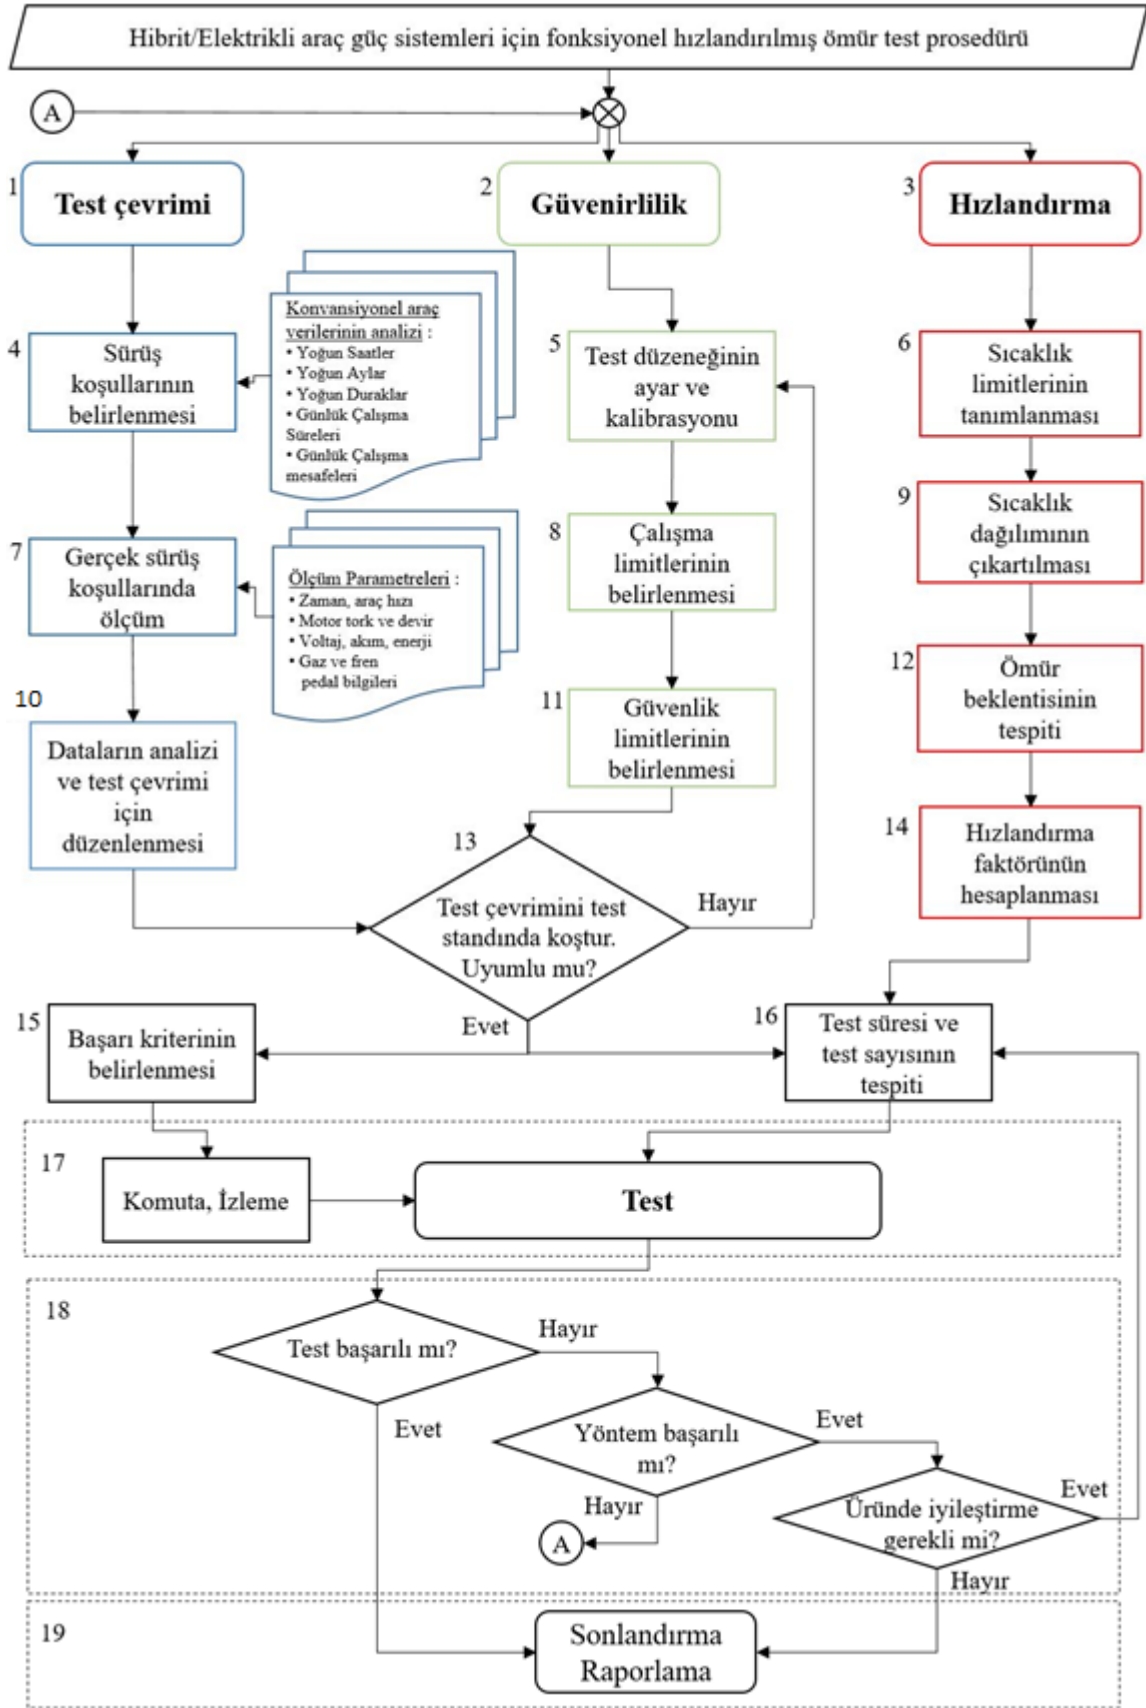 Hibrit/Elektrikli araç güç sistemleri için fonksiyonel hızlandırılmış ömür test prosedürü
A
1
Test çevrimi
2
Güvenirlilik
3
Hızlandırma
4
Sürüş
koşullarının
belirlenmesi
Konvansiyonel araç
verilerinin analizi :
• Yoğun Saatler
• Yoğun Aylar
• Yoğun Duraklar
• Günlük Çalışma
Süreleri
• Günlük Çalışma
mesafeleri
5
Test düzeneğinin
ayar ve
kalibrasyonu
6
Sıcaklık
limitlerinin
tanımlanması
7
Gerçek sürüş
koşullarında
ölçüm
Ölçüm Parametreleri :
• Zaman, araç hızı
• Motor tork ve devir
• Voltaj, akım, enerji
• Gaz ve fren
pedal bilgileri
8
Çalışma
limitlerinin
belirlenmesi
9
Sıcaklık
dağılımının
çıkartılması
10
Dataların analizi
ve test çevrimi
için
düzenlenmesi
11
Güvenlik
limitlerinin
belirlenmesi
12
Ömür
beklentisinin
tespiti
13
Test çevrimini test
standında koştur.
Uyumlu mu?
Hayır
Evet
14
Hızlandırma
faktörünün
hesaplanması
15
Başarı kriterinin
belirlenmesi
16
Test süresi ve
test sayısının
tespiti
17
Komuta, İzleme
Test
18
Test başarılı mı?
Hayır
Evet
Yöntem başarılı
mı?
Evet
Hayır
A
Üründe iyileştirme
gerekli mi?
Evet
Hayır
19
Sonlandırma
Raporlama